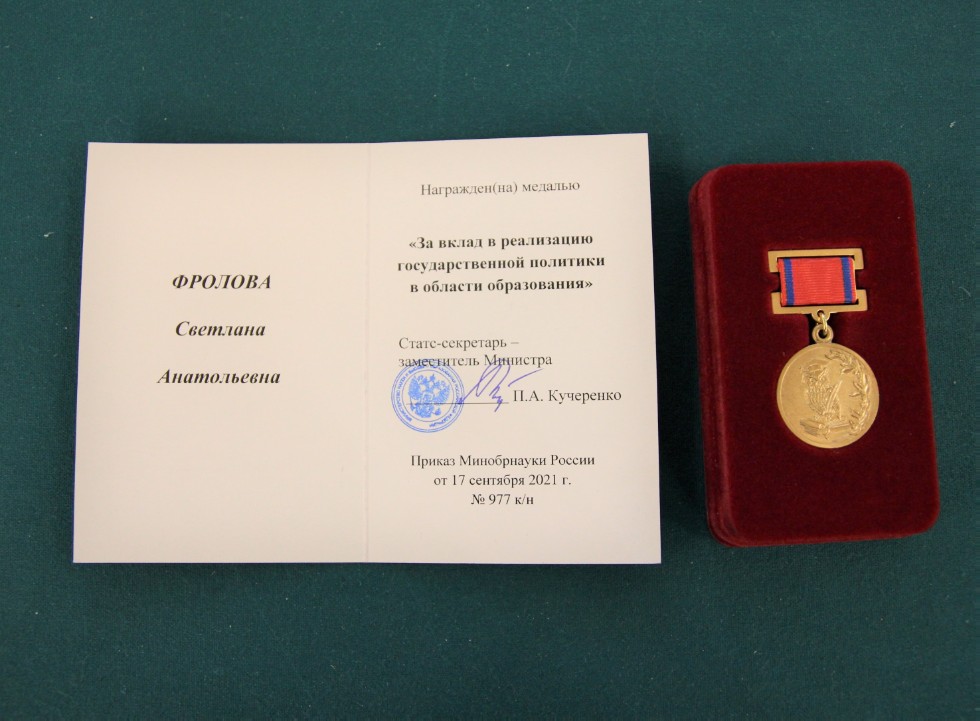 ФРОЛОВА
Светлана
Анатольевна
Награжден(на) медалью
«За вклад в реализацию
государственной политики
в области образования»
Статс-секретарь –
заместитель Министра
П.А. Кучеренко
Приказ Минобрнауки России
от 17 сентября 2021 г.
№ 977 к/н